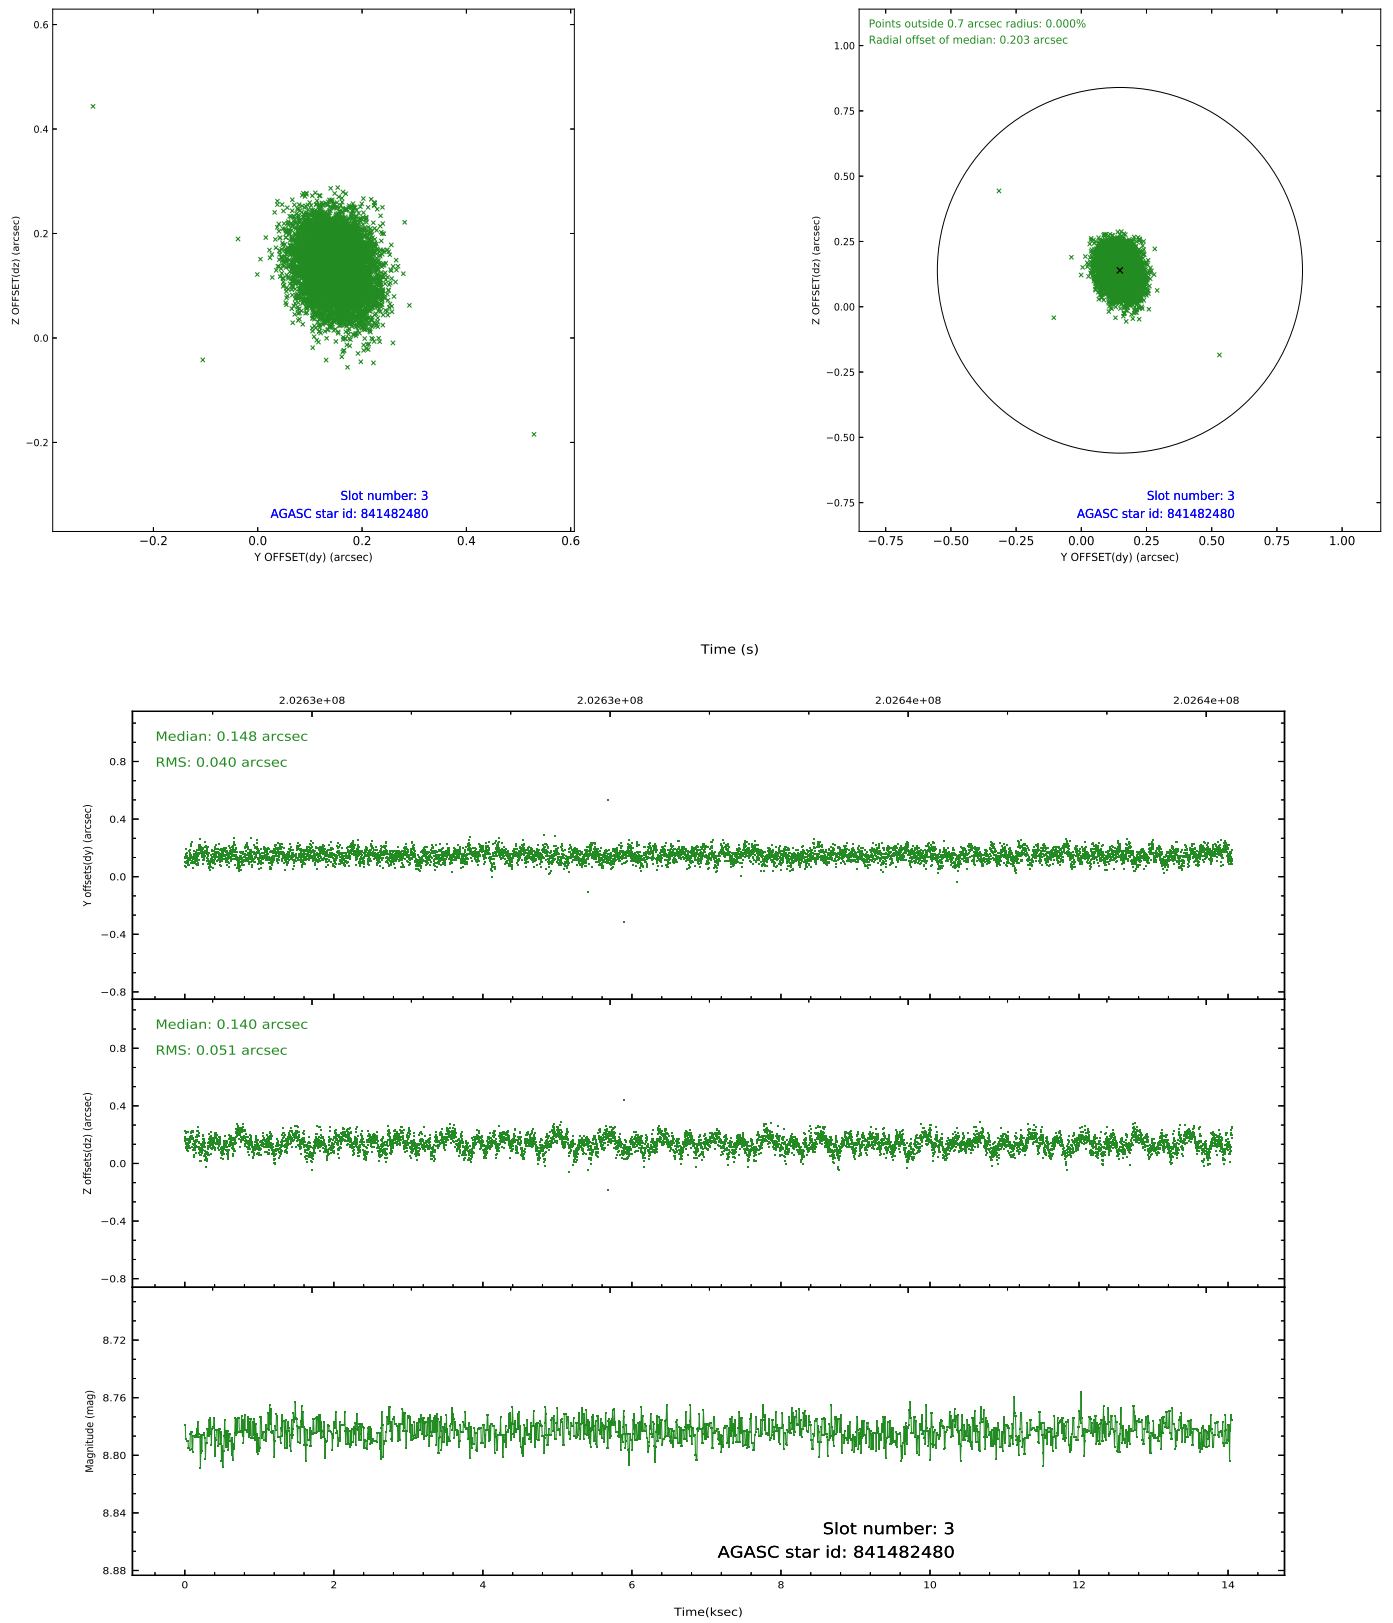 0.6
0.4
0.2
0.0
−0.2
Z OFFSET(dz) (arcsec)
Slot number: 3
AGASC star id: 841482480
−0.2 0.0 0.2 0.4 0.6
Y OFFSET(dy) (arcsec)
Points outside 0.7 arcsec radius: 0.000%
Radial offset of median: 0.203 arcsec
1.00
0.75
0.50
0.25
0.00
−0.25
−0.50
−0.75
Z OFFSET(dz) (arcsec)
Slot number: 3
AGASC star id: 841482480
−0.75 −0.50 −0.25 0.00 0.25 0.50 0.75 1.00
Y OFFSET(dy) (arcsec)
Time (s)
2.0263e+08 2.0263e+08 2.0264e+08 2.0264e+08
Median: 0.148 arcsec
RMS: 0.040 arcsec
0.8
0.4
0.0
−0.4
−0.8
Y offsets(dy) (arcsec)
Median: 0.140 arcsec
RMS: 0.051 arcsec
0.8
0.4
0.0
−0.4
−0.8
Z offsets(dz) (arcsec)
8.72
8.76
8.80
8.84
8.88
Magnitude (mag)
Slot number: 3
AGASC star id: 841482480
0 2 4 6 8 10 12 14
Time(ksec)